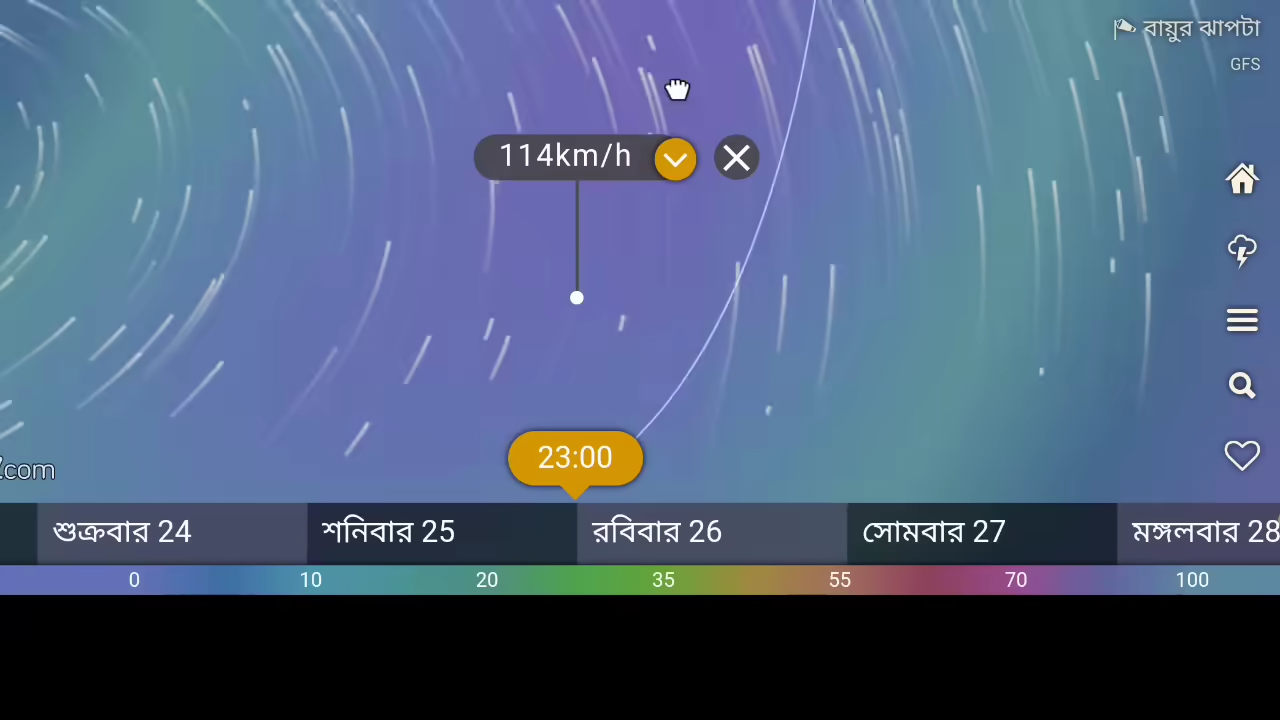 বায়ুর ঝাপটা
GFS
114km/h
.com
23:00
শুক্রবার 24
শনিবার 25
রবিবার 26
সোমবার 27
মঙ্গলবার 28
0 10 20 35 55 70 100